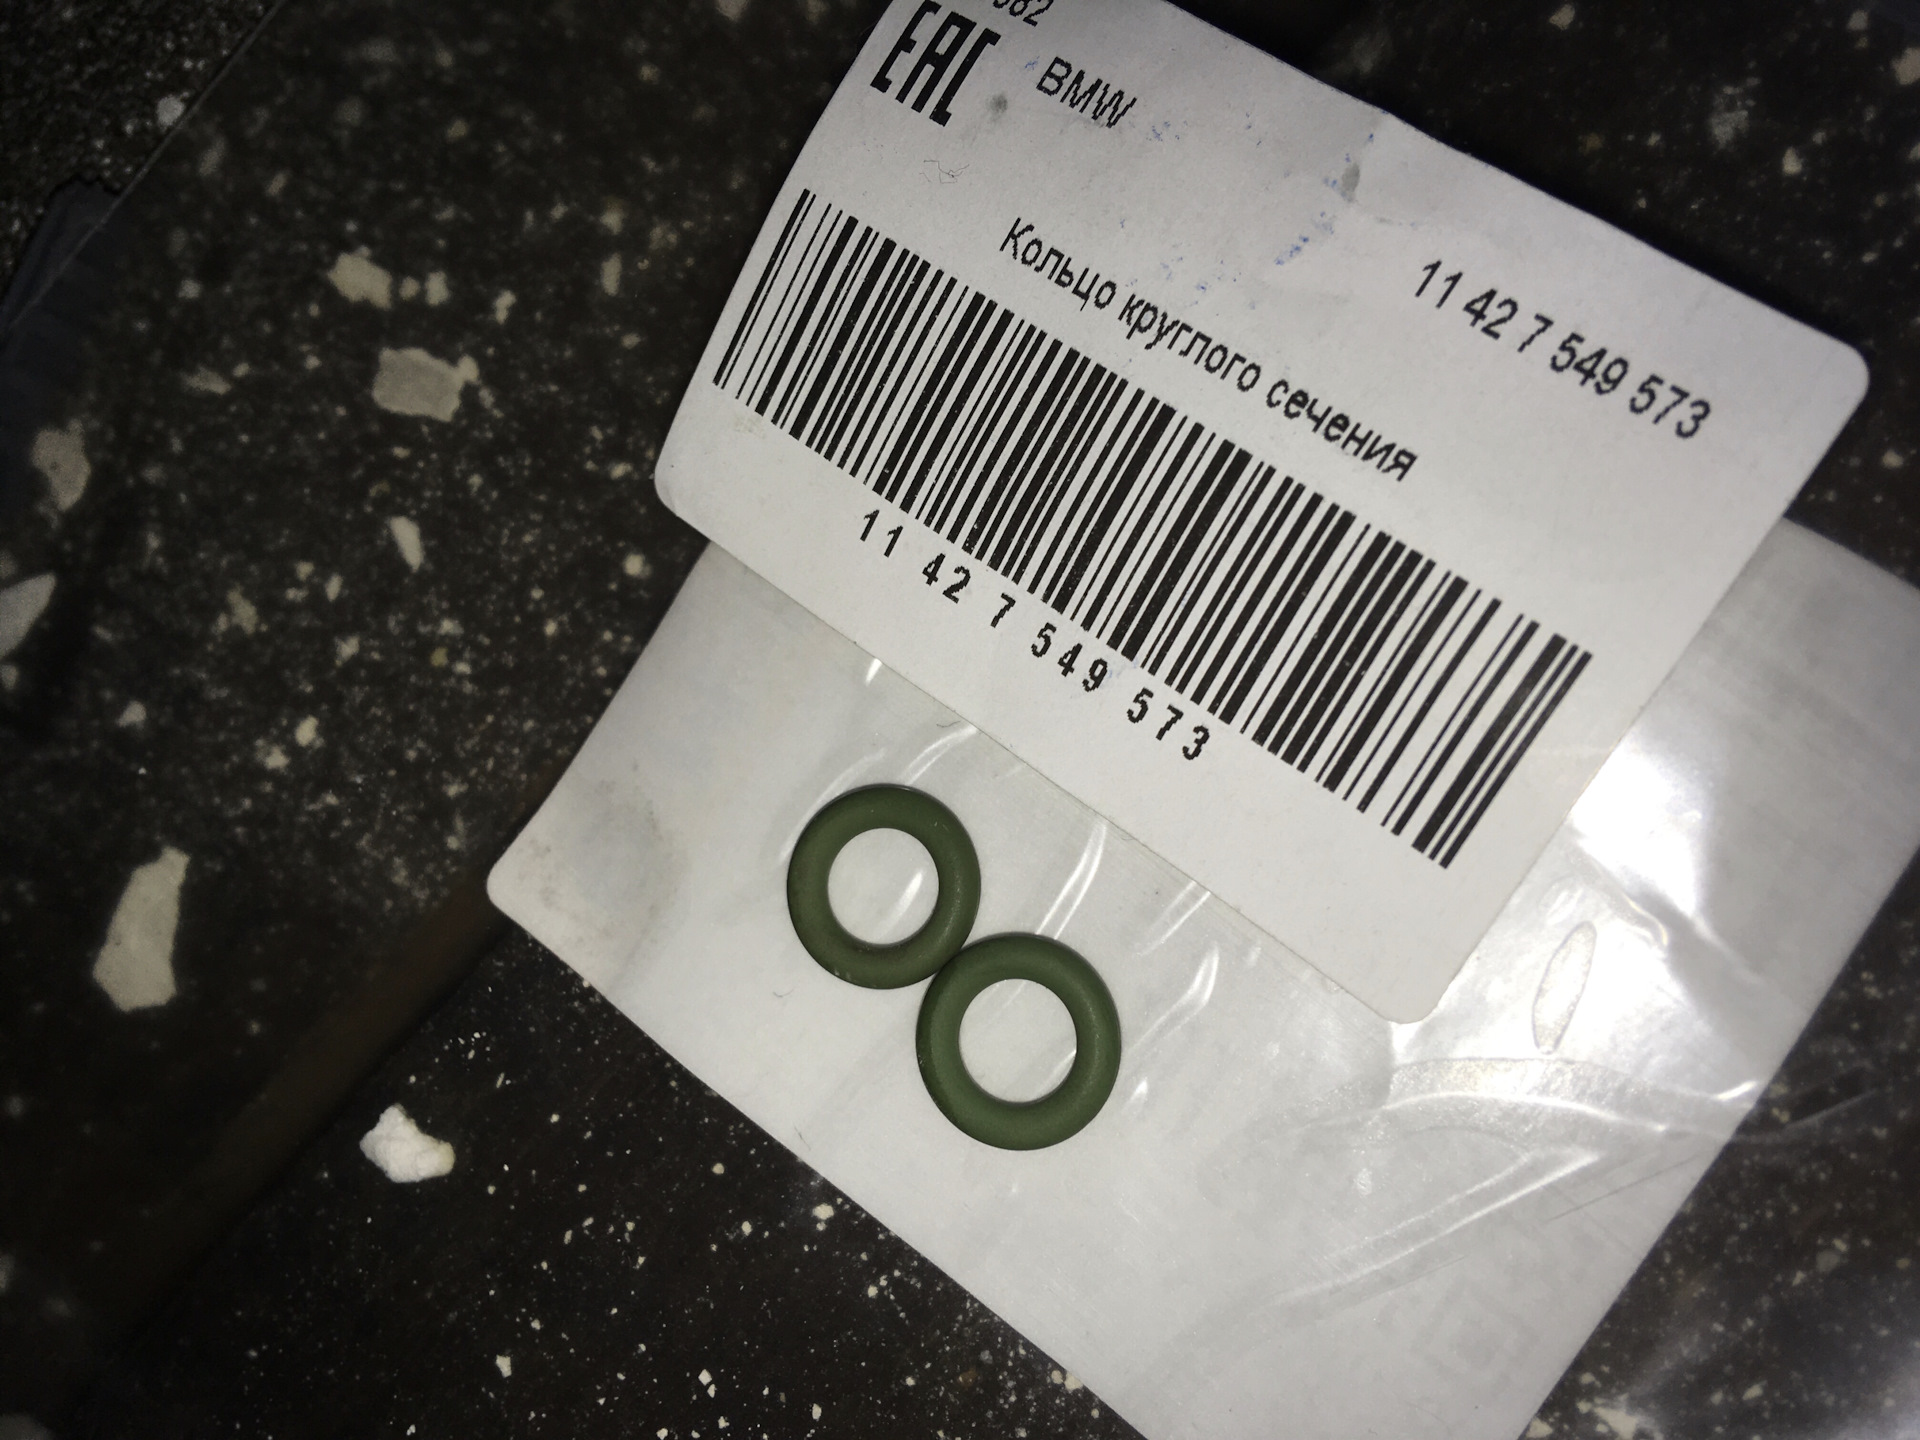 EAC
BMW
11 42 7 549 573
Кольцо круглого сечения
11 42 7 549 573